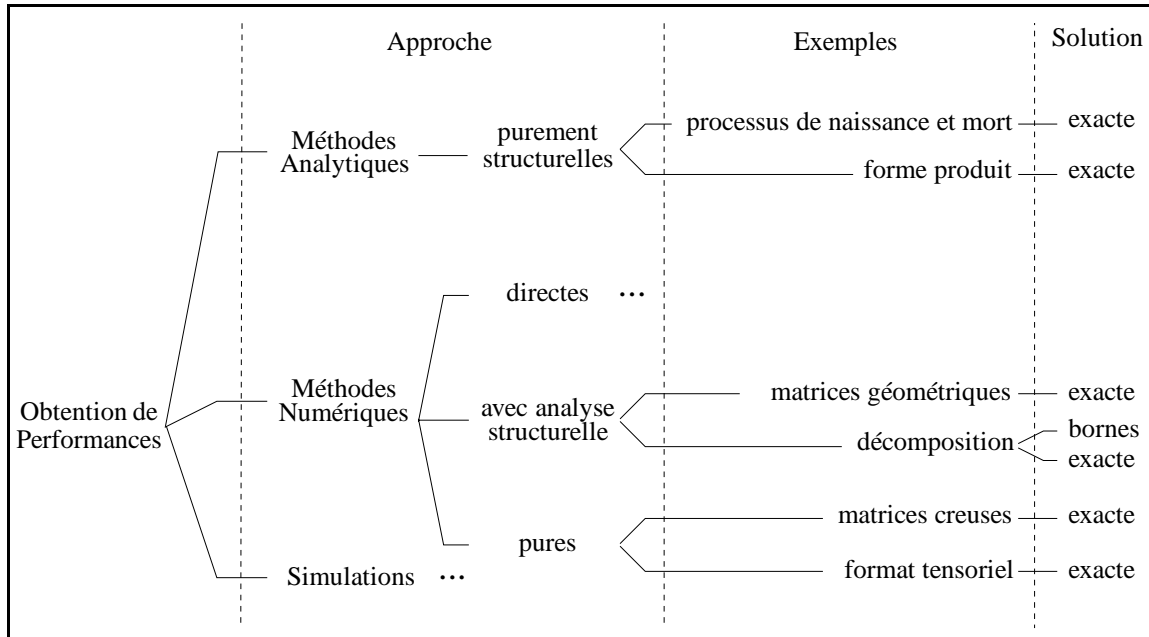 Approche
Exemples
Solution
Méthodes
Analytiques
purement
structurelles
processus de naissance et mort
exacte
forme produit
exacte
Obtention de
Performances
Méthodes
Numériques
directes ...
avec analyse
structurelle
matrices géométriques
exacte
décomposition
bornes
exacte
pures
matrices creuses
exacte
format tensoriel
exacte
Simulations ...